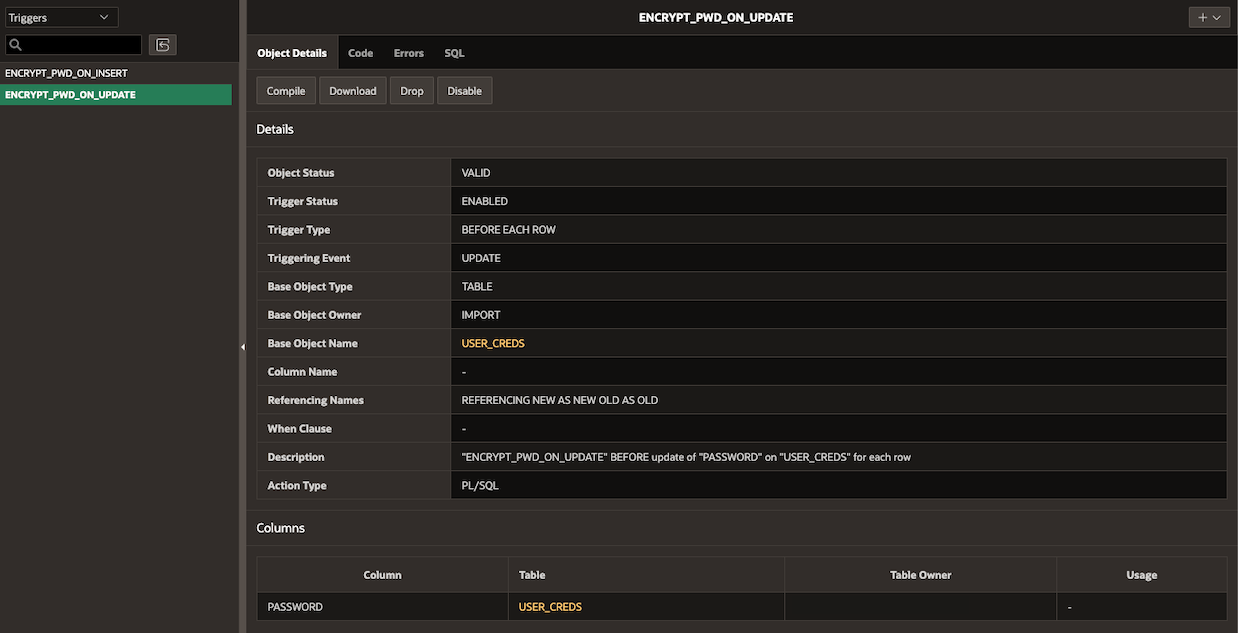 Triggers
ENCRYPT_PWD_ON_INSERT
ENCRYPT_PWD_ON_UPDATE
ENCRYPT_PWD_ON_UPDATE
Object Details Code Errors SQL
Compile Download Drop Disable
Details
Object Status VALID
Trigger Status ENABLED
Trigger Type BEFORE EACH ROW
Triggering Event UPDATE
Base Object Type TABLE
Base Object Owner IMPORT
Base Object Name USER_CREDS
Column Name -
Referencing Names REFERENCING NEW AS NEW OLD AS OLD
When Clause -
Description "ENCRYPT_PWD_ON_UPDATE" BEFORE update of "PASSWORD" on "USER_CREDS" for each row
Action Type PL/SQL
Columns
Column Table Table Owner Usage
PASSWORD USER_CREDS -